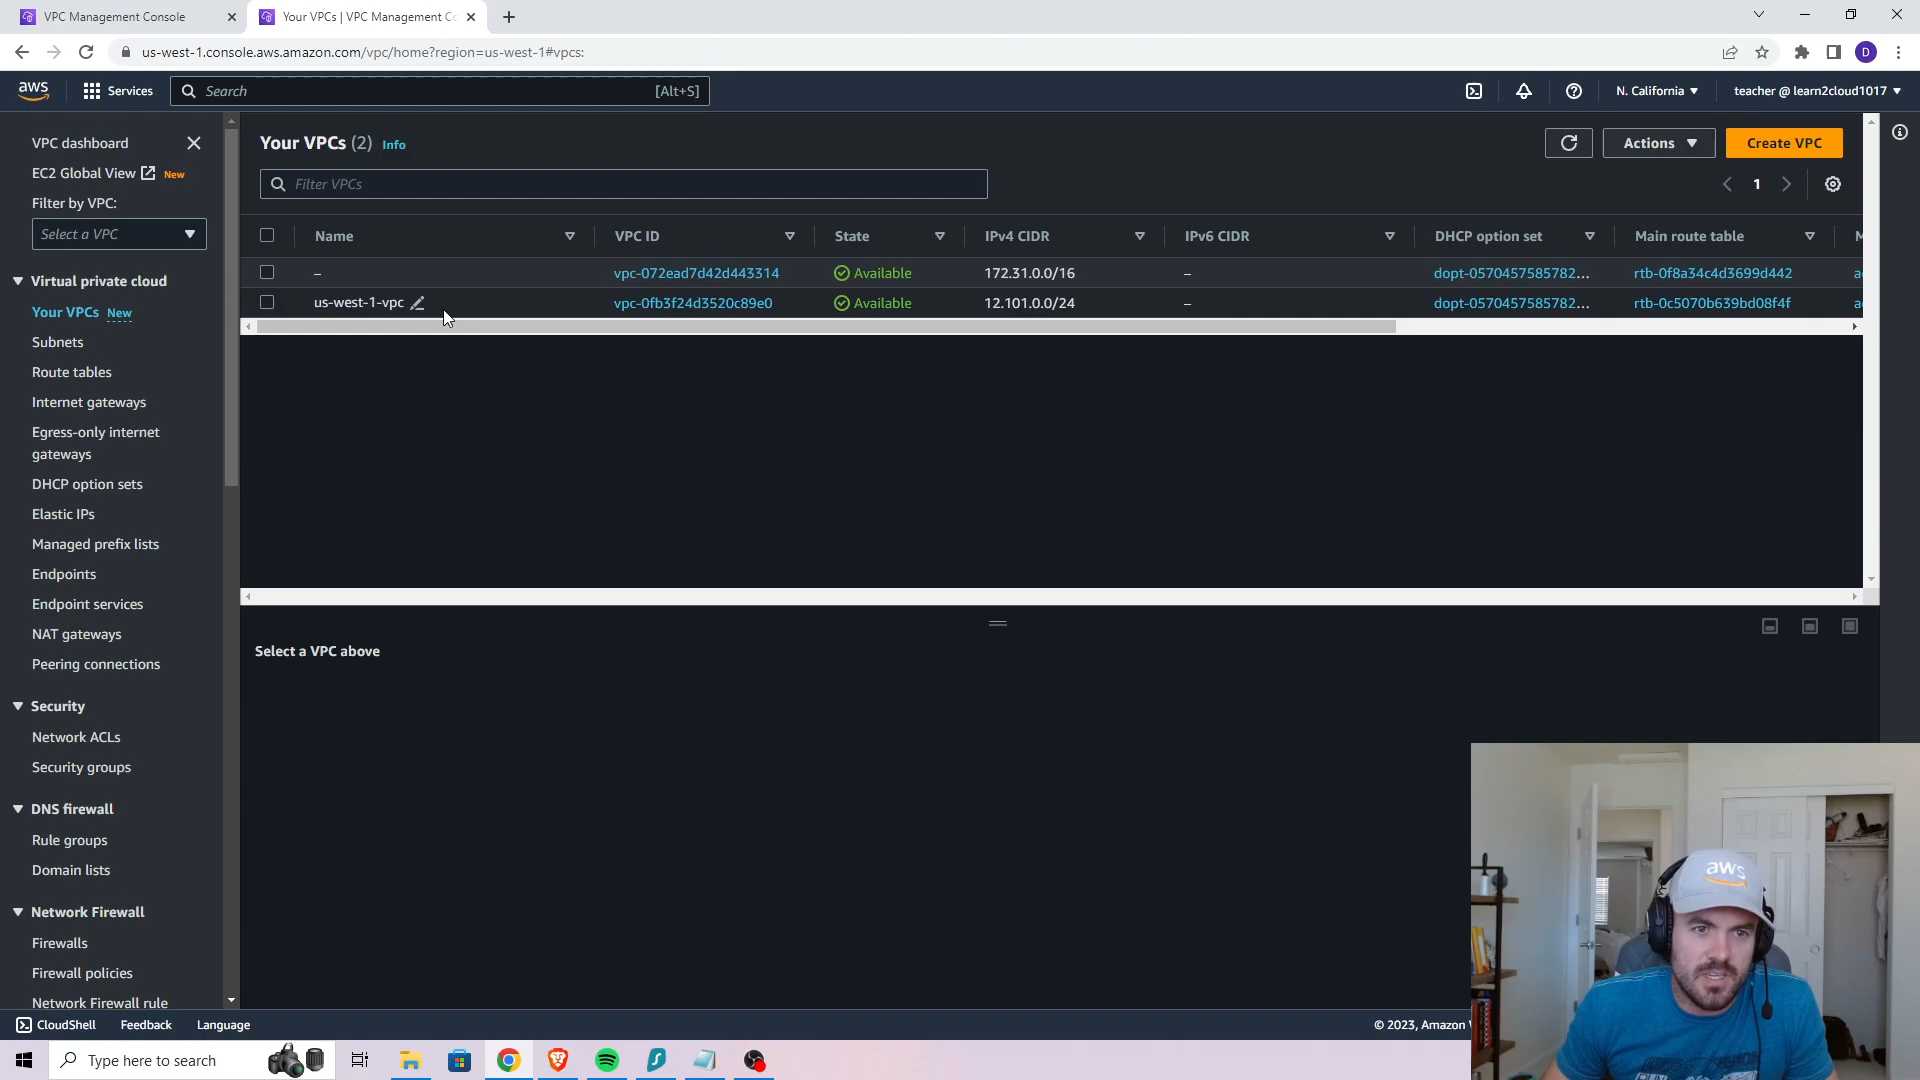 VPC Management Console
Your VPCs | VPC Management Co
us-west-1.console.aws.amazon.com/vpc/home?region=us-west-1#vpcs:
D
aws
Services
Search
[Alt+S]
N. California
teacher @ learn2cloud1017
VPC dashboard
EC2 Global View New
Filter by VPC:
Select a VPC
Virtual private cloud
Your VPCs New
Subnets
Route tables
Internet gateways
Egress-only internet
gateways
DHCP option sets
Elastic IPs
Managed prefix lists
Endpoints
Endpoint services
NAT gateways
Peering connections
Security
Network ACLs
Security groups
DNS firewall
Rule groups
Domain lists
Network Firewall
Firewalls
Firewall policies
Network Firewall rule
Your VPCs (2) Info
Actions
Create VPC
Filter VPCs
1
Name VPC ID State IPv4 CIDR IPv6 CIDR DHCP option set Main route table M
– vpc-072ead7d42d443314 Available 172.31.0.0/16 – dopt-0570457585782... rtb-0f8a34c4d3699d442 a
us-west-1-vpc vpc-0fb3f24d3520c89e0 Available 12.101.0.0/24 – dopt-0570457585782... rtb-0c5070b639bd08f4f a
Select a VPC above
aws
CloudShell
Feedback
Language
© 2023, Amazon
Type here to search